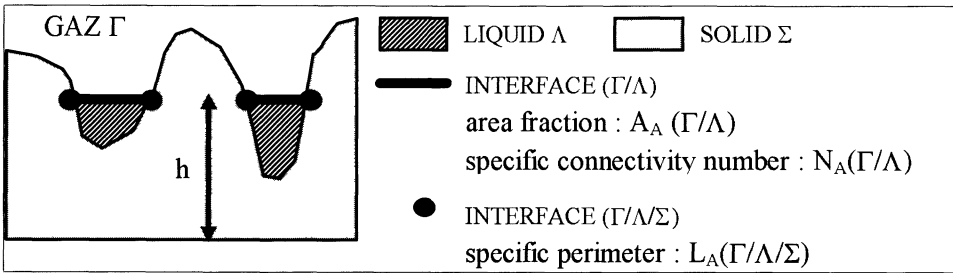 GAZ Γ
h
LIQUID Λ
SOLID Σ
INTERFACE (Γ/Λ)
area fraction : A_A (Γ/Λ)
specific connectivity number : N_A(Γ/Λ)
INTERFACE (Γ/Λ/Σ)
specific perimeter : L_A(Γ/Λ/Σ)